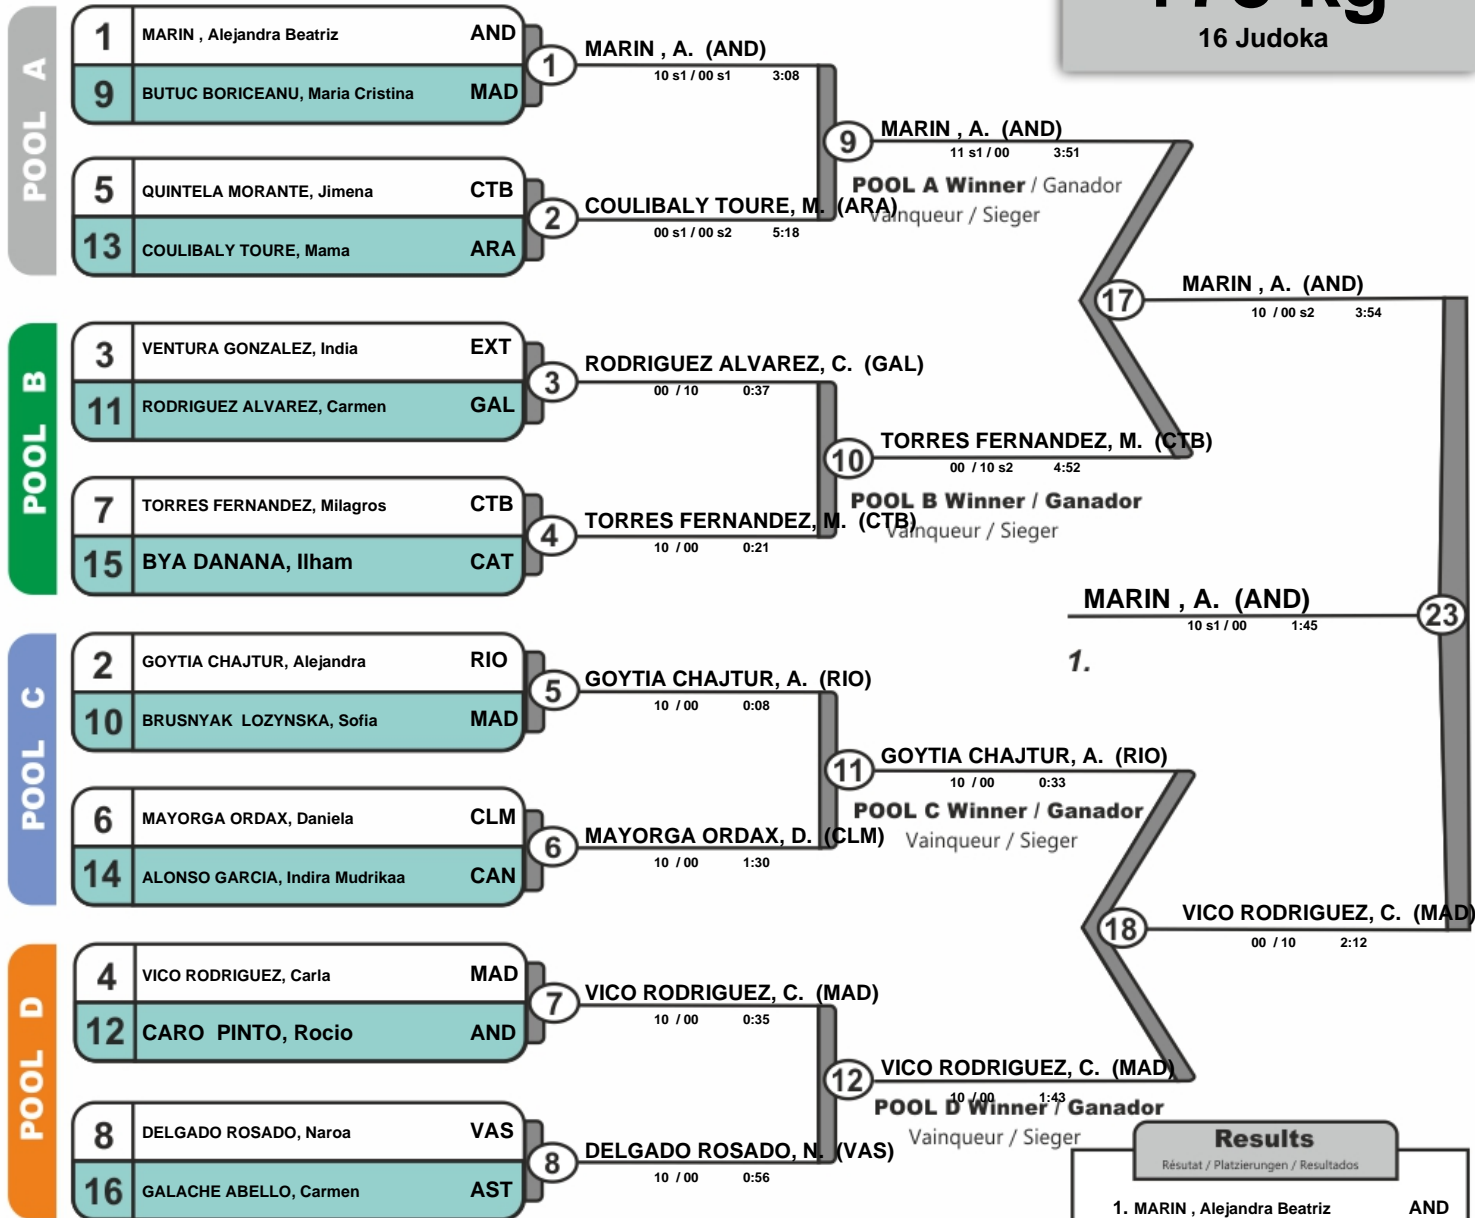 +78 kg
16 Judoka
POOL A
1 MARIN , Alejandra Beatriz AND
9 BUTUC BORICEANU, Maria Cristina MAD
1
MARIN , A. (AND)
10 s1 / 00 s1 3:08
5 QUINTELA MORANTE, Jimena CTB
13 COULIBALY TOURE, Mama ARA
2
COULIBALY TOURE, M. (ARA)
00 s1 / 00 s2 5:18
9
MARIN , A. (AND)
11 s1 / 00 3:51
POOL A Winner / Ganador
Vainqueur / Sieger
POOL B
3 VENTURA GONZALEZ, India EXT
11 RODRIGUEZ ALVAREZ, Carmen GAL
3
RODRIGUEZ ALVAREZ, C. (GAL)
00 / 10 0:37
7 TORRES FERNANDEZ, Milagros CTB
15 BYA DANANA, Ilham CAT
4
TORRES FERNANDEZ, M. (CTB)
10 / 00 0:21
10
TORRES FERNANDEZ, M. (CTB)
00 / 10 s2 4:52
POOL B Winner / Ganador
Vainqueur / Sieger
17
MARIN , A. (AND)
10 / 00 s2 3:54
MARIN , A. (AND)
10 s1 / 00 1:45
23
1.
POOL C
2 GOYTIA CHAJTUR, Alejandra RIO
10 BRUSNYAK LOZYNSKA, Sofia MAD
5
GOYTIA CHAJTUR, A. (RIO)
10 / 00 0:08
6 MAYORGA ORDAX, Daniela CLM
14 ALONSO GARCIA, Indira Mudrikaa CAN
6
MAYORGA ORDAX, D. (CLM)
10 / 00 1:30
11
GOYTIA CHAJTUR, A. (RIO)
10 / 00 0:33
POOL C Winner / Ganador
Vainqueur / Sieger
POOL D
4 VICO RODRIGUEZ, Carla MAD
12 CARO PINTO, Rocio AND
7
VICO RODRIGUEZ, C. (MAD)
10 / 00 0:35
8 DELGADO ROSADO, Naroa VAS
16 GALACHE ABELLO, Carmen AST
8
DELGADO ROSADO, N. (VAS)
10 / 00 0:56
12
VICO RODRIGUEZ, C. (MAD)
10 / 00 1:43
POOL D Winner / Ganador
Vainqueur / Sieger
18
VICO RODRIGUEZ, C. (MAD)
00 / 10 2:12
Results
Résutat / Platzierungen / Resultados
1. MARIN , Alejandra Beatriz AND